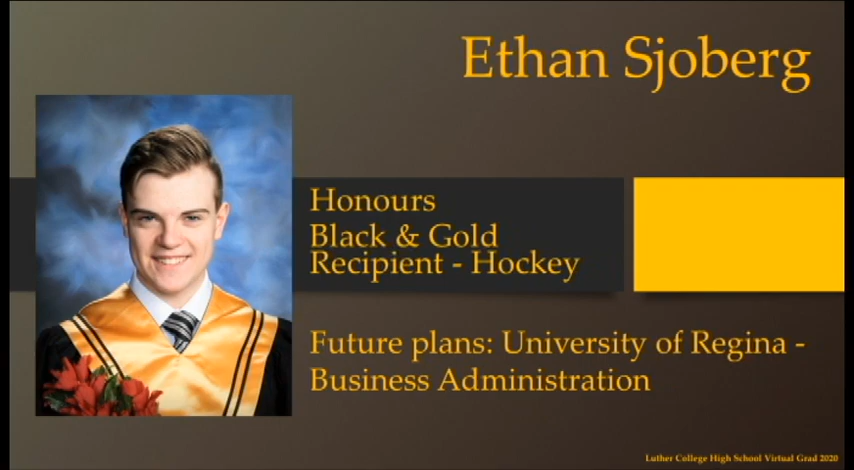 Ethan Sjoberg
Honours
Black & Gold
Recipient - Hockey
Future plans: University of Regina -
Business Administration
Luther College High School Virtual Grad 2020